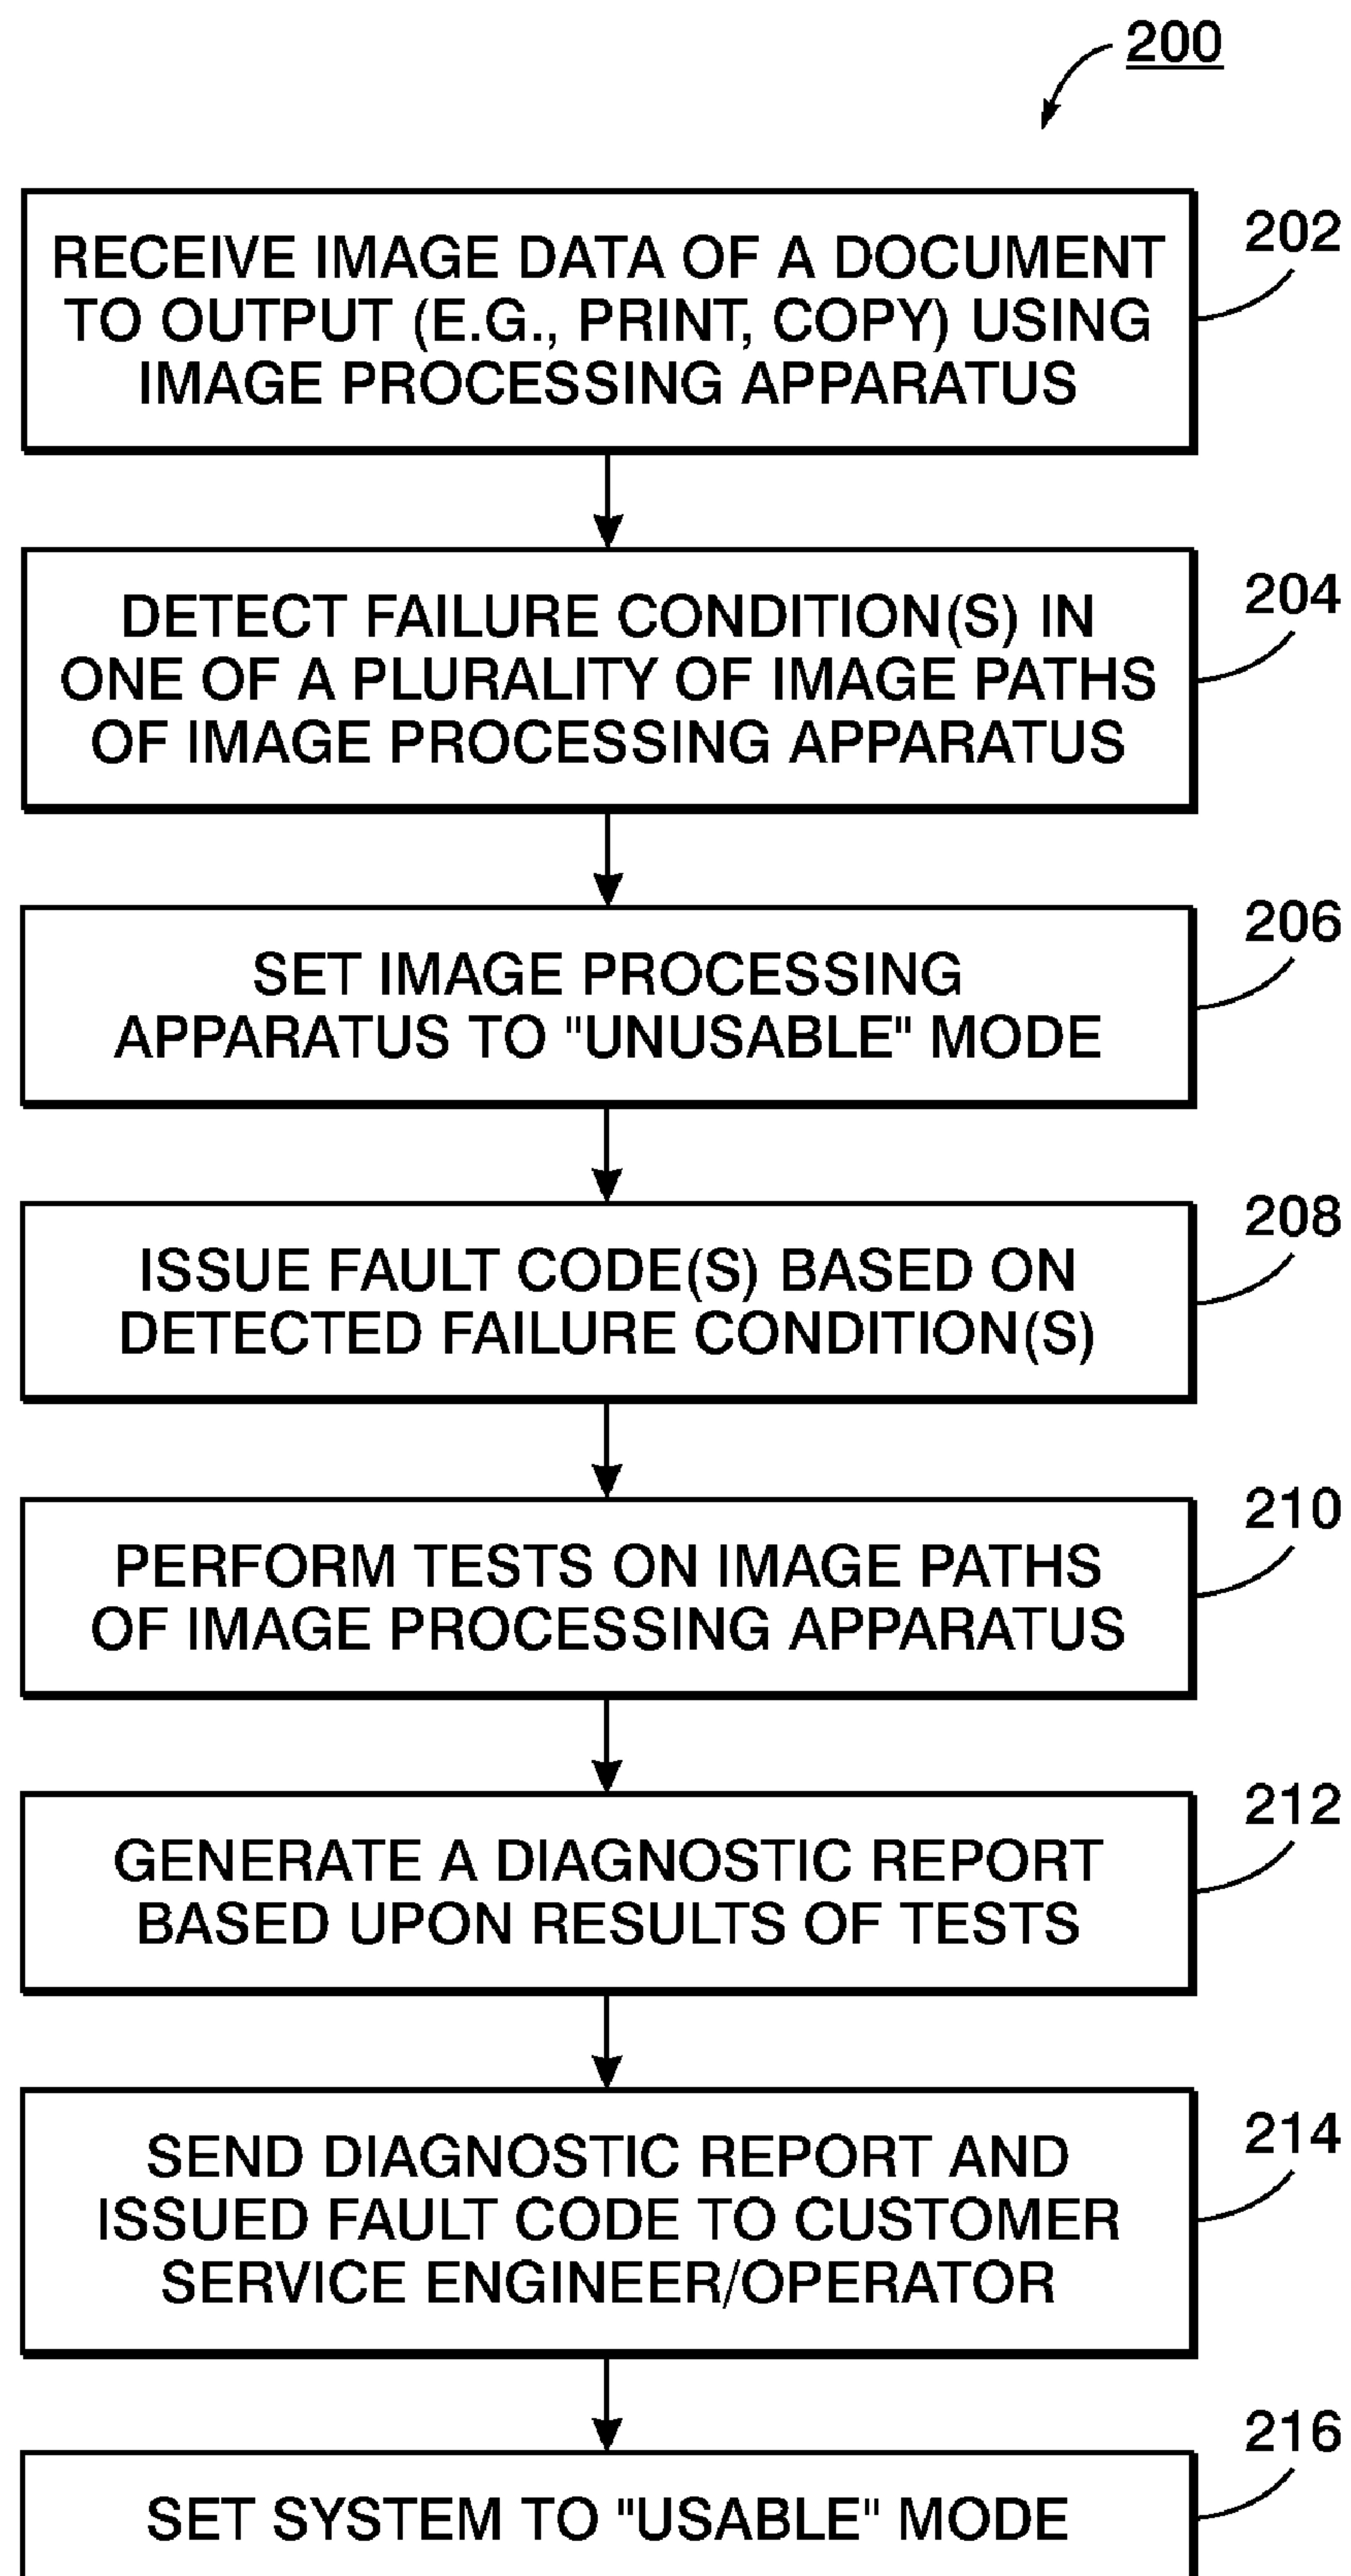 200
RECEIVE IMAGE DATA OF A DOCUMENT
TO OUTPUT (E.G., PRINT, COPY) USING
IMAGE PROCESSING APPARATUS
202
DETECT FAILURE CONDITION(S) IN
ONE OF A PLURALITY OF IMAGE PATHS
OF IMAGE PROCESSING APPARATUS
204
SET IMAGE PROCESSING
APPARATUS TO "UNUSABLE" MODE
206
ISSUE FAULT CODE(S) BASED ON
DETECTED FAILURE CONDITION(S)
208
PERFORM TESTS ON IMAGE PATHS
OF IMAGE PROCESSING APPARATUS
210
GENERATE A DIAGNOSTIC REPORT
BASED UPON RESULTS OF TESTS
212
SEND DIAGNOSTIC REPORT AND
ISSUED FAULT CODE TO CUSTOMER
SERVICE ENGINEER/OPERATOR
214
SET SYSTEM TO "USABLE" MODE
216